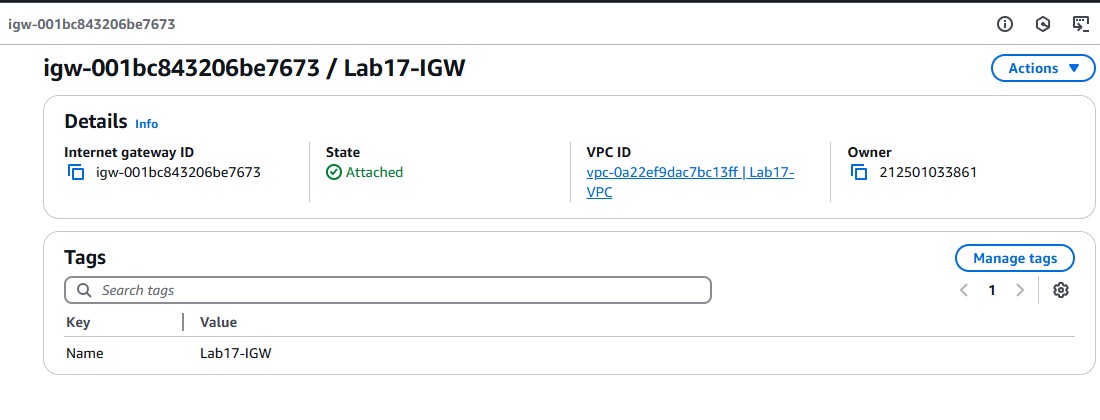 igw-001bc843206be7673
igw-001bc843206be7673 / Lab17-IGW
Actions
Details Info
Internet gateway ID
igw-001bc843206be7673
State
Attached
VPC ID
vpc-0a22ef9dac7bc13ff | Lab17-
VPC
Owner
212501033861
Tags
Manage tags
Search tags
1
Key Value
Name Lab17-IGW